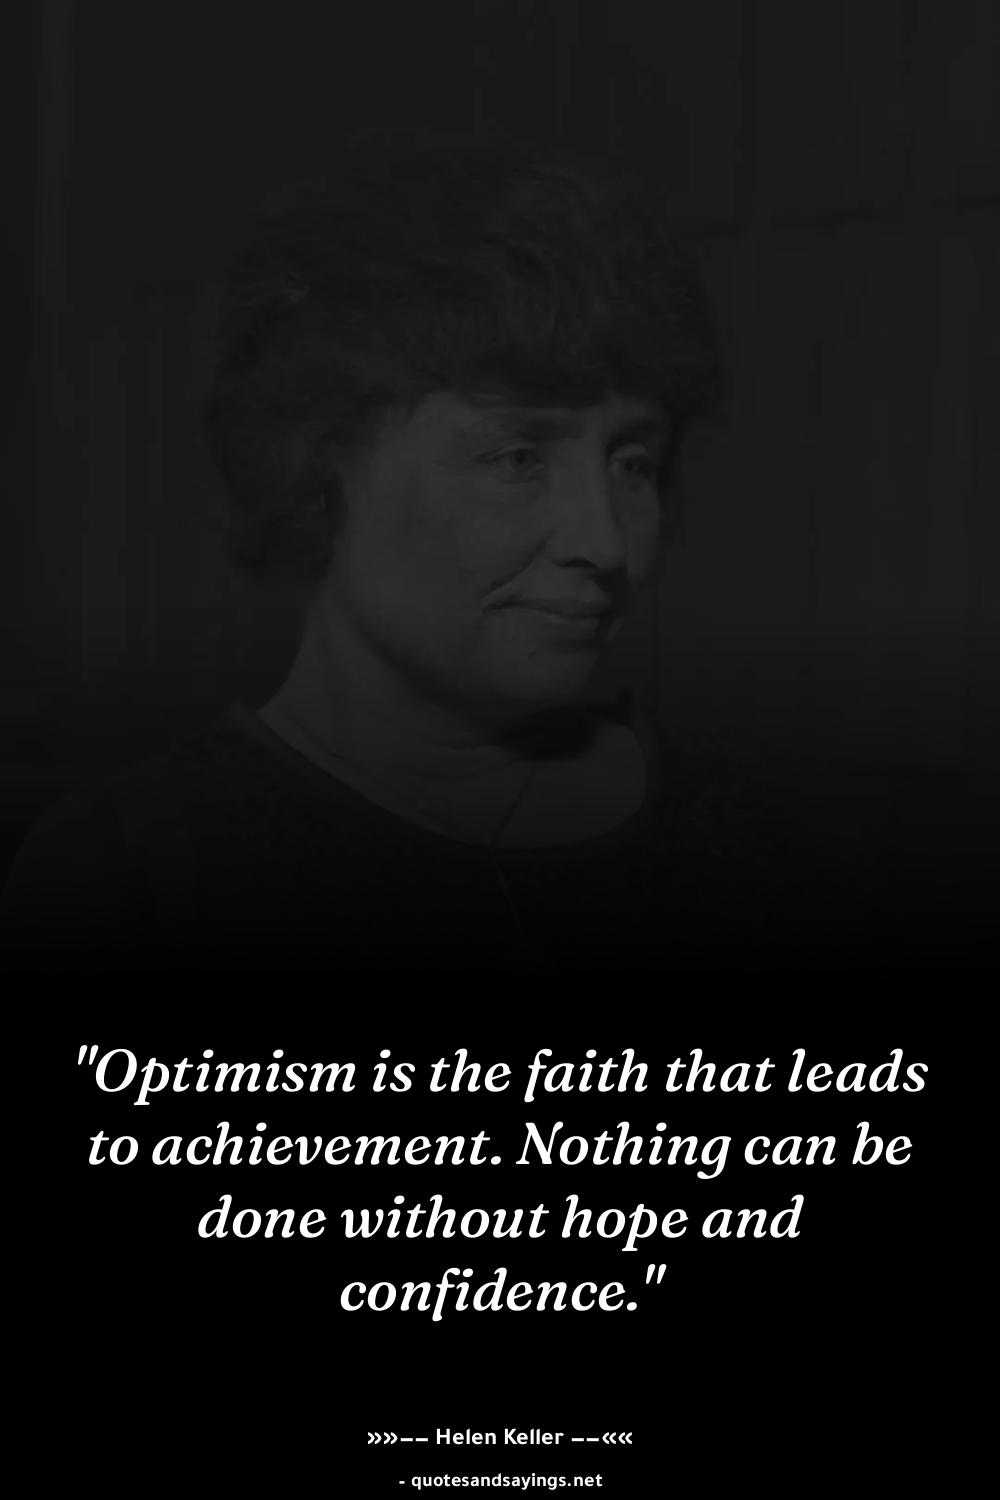 "Optimism is the faith that leads
to achievement. Nothing can be
done without hope and
confidence."
»»–– Helen Keller ––««
- quotesandsayings.net